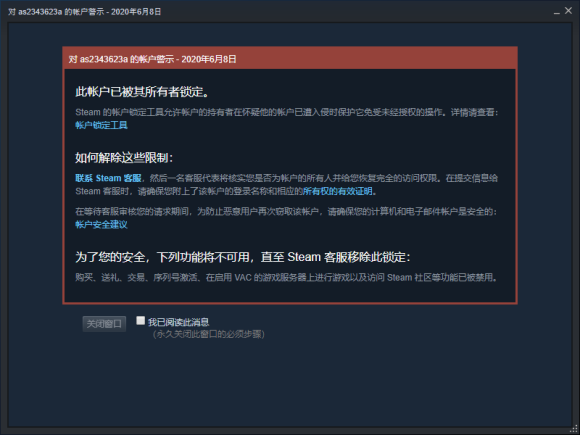 对 as2343623a 的帐户警示 - 2020年6月8日
对 as2343623a 的帐户警示 - 2020年6月8日
此帐户已被其所有者锁定。
Steam 的帐户锁定工具允许帐户的持有者在怀疑他的帐户已遭入侵时保护它免受未经授权的操作。详情请查看：
帐户锁定工具
如何解除这些限制：
联系 Steam 客服，然后一名客服代表将核实您是否为帐户的所有人并给您恢复完全的访问权限。在提交信息给
Steam 客服时，请确保您附上了该帐户的登录名称和相应的所有权的有效证明。
在等待客服审核您的请求期间，为防止恶意用户再次窃取该帐户，请确保您的计算机和电子邮件帐户是安全的：
帐户安全建议
为了您的安全，下列功能将不可用，直至 Steam 客服移除此锁定：
购买、送礼、交易、序列号激活、在启用 VAC 的游戏服务器上进行游戏以及访问 Steam 社区等功能已被禁用。
关闭窗口 我已阅读此消息
（永久关闭此窗口的必须步骤）